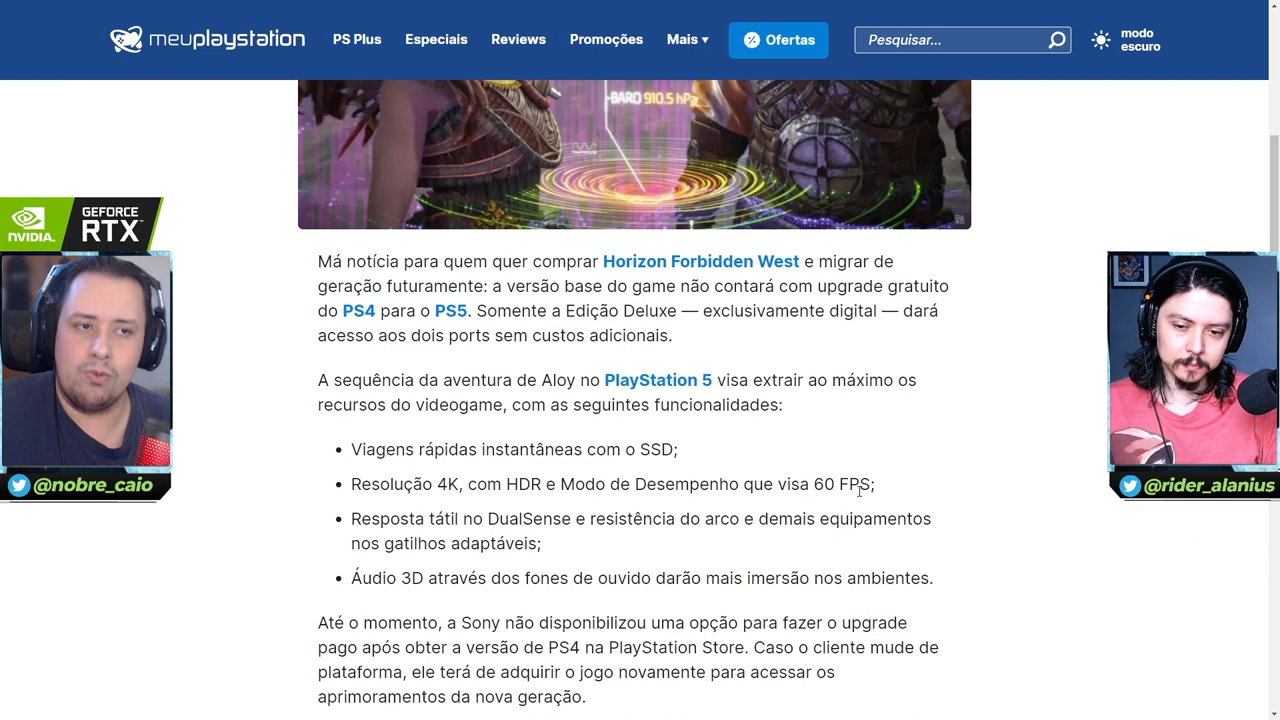 meuplaystation PS Plus Especiais Reviews Promoções Mais Ofertas Pesquisar... modo escuro
BARO 910.5 hPa
NVIDIA. GEFORCE RTX
Má notícia para quem quer comprar Horizon Forbidden West e migrar de
geração futuramente: a versão base do game não contará com upgrade gratuito
do PS4 para o PS5. Somente a Edição Deluxe — exclusivamente digital — dará
acesso aos dois ports sem custos adicionais.
A sequência da aventura de Aloy no PlayStation 5 visa extrair ao máximo os
recursos do videogame, com as seguintes funcionalidades:
• Viagens rápidas instantâneas com o SSD;
• Resolução 4K, com HDR e Modo de Desempenho que visa 60 FPS;
• Resposta tátil no DualSense e resistência do arco e demais equipamentos
nos gatilhos adaptáveis;
• Áudio 3D através dos fones de ouvido darão mais imersão nos ambientes.
Até o momento, a Sony não disponibilizou uma opção para fazer o upgrade
pago após obter a versão de PS4 na PlayStation Store. Caso o cliente mude de
plataforma, ele terá de adquirir o jogo novamente para acessar os
aprimoramentos da nova geração.
@nobre_caio
@rider_alanius